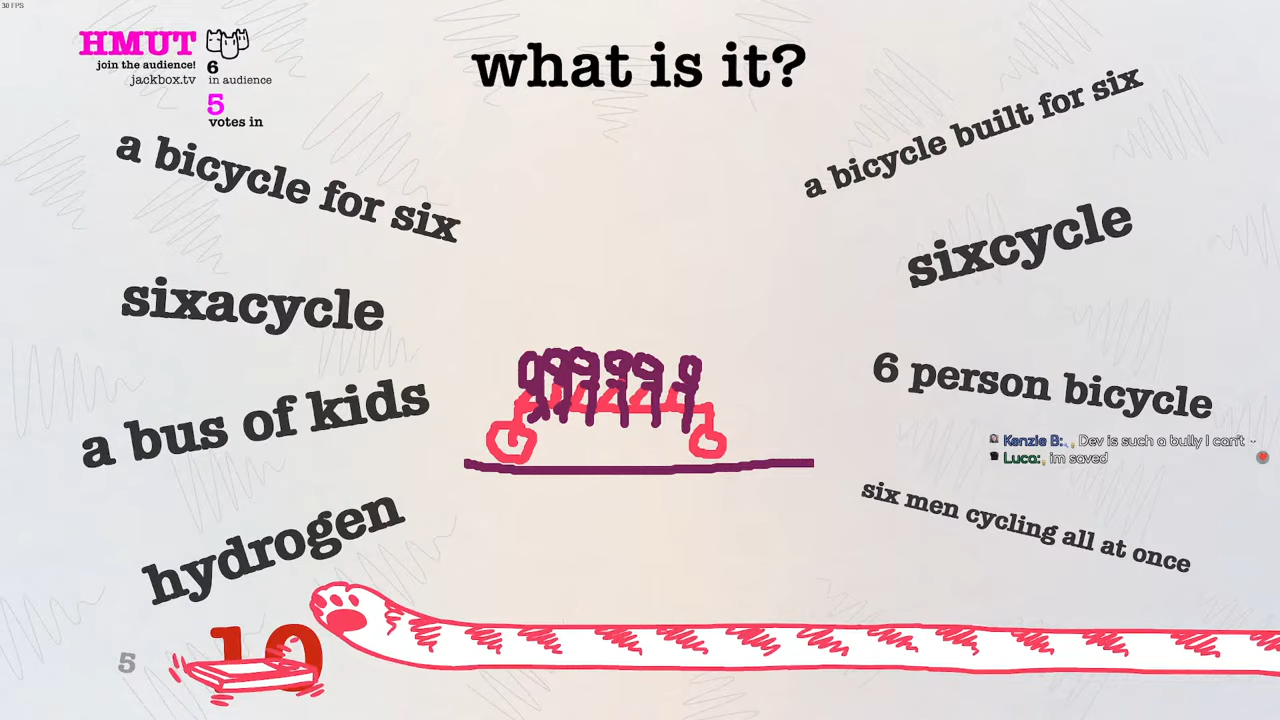 30 FPS
HMUT
join the audience!
jackbox.tv
6
in audience
5
votes in
what is it?
a bicycle for six
sixacycle
a bus of kids
hydrogen
a bicycle built for six
sixcycle
6 person bicycle
six men cycling all at once
Kenzie B: Dev is such a bully I can't
Luca: im saved
5
10